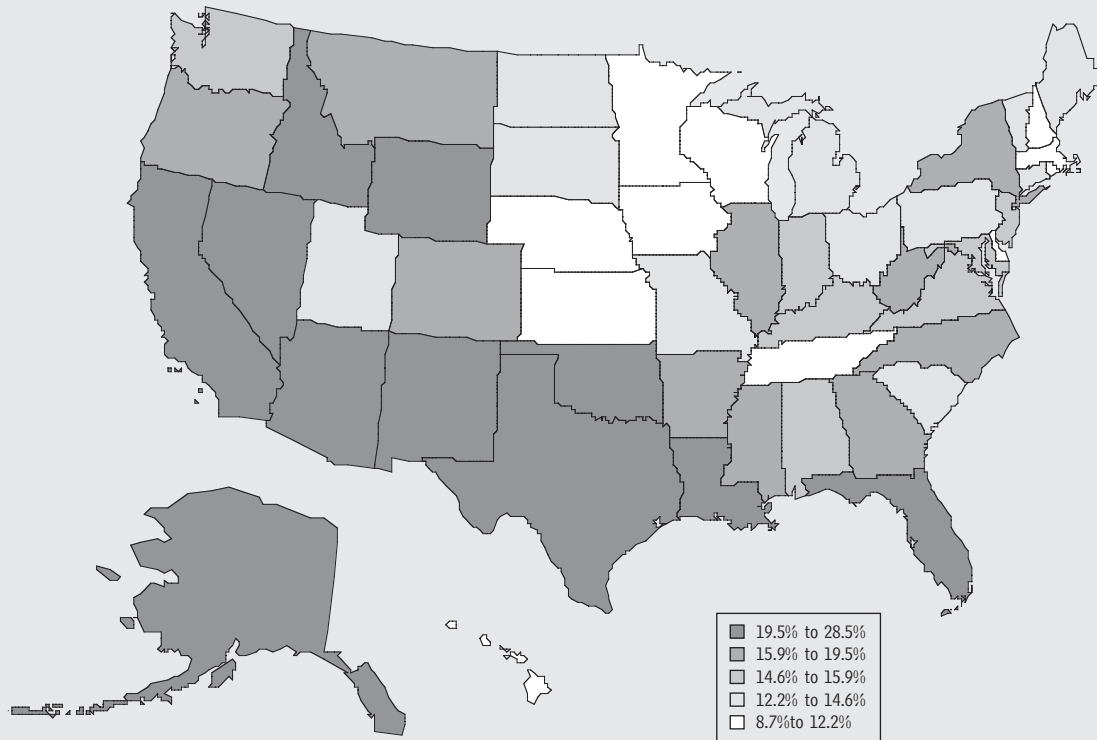 19.5% to 28.5%
15.9% to 19.5%
14.6% to 15.9%
12.2% to 14.6%
8.7%to 12.2%